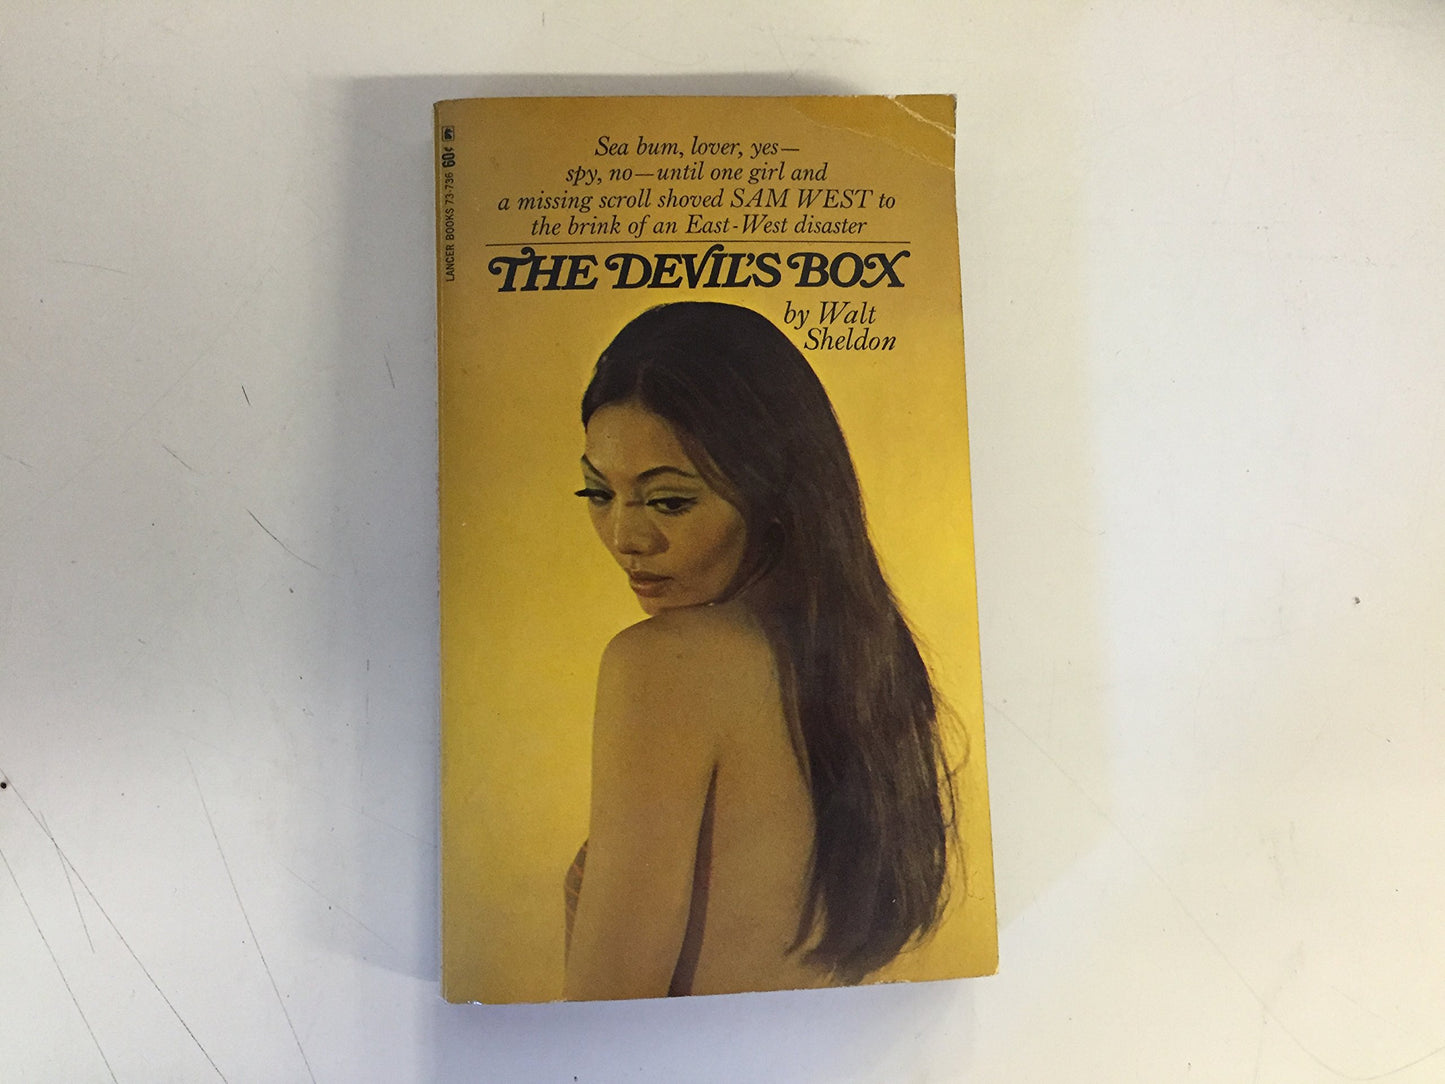 Sea bum, lover, yes—
spy, no—until one girl and
a missing scroll shoved SAM WEST to
the brink of an East-West disaster
THE DEVIL'S BOX
by Walt
Sheldon
LANCER BOOKS 73-736 60¢